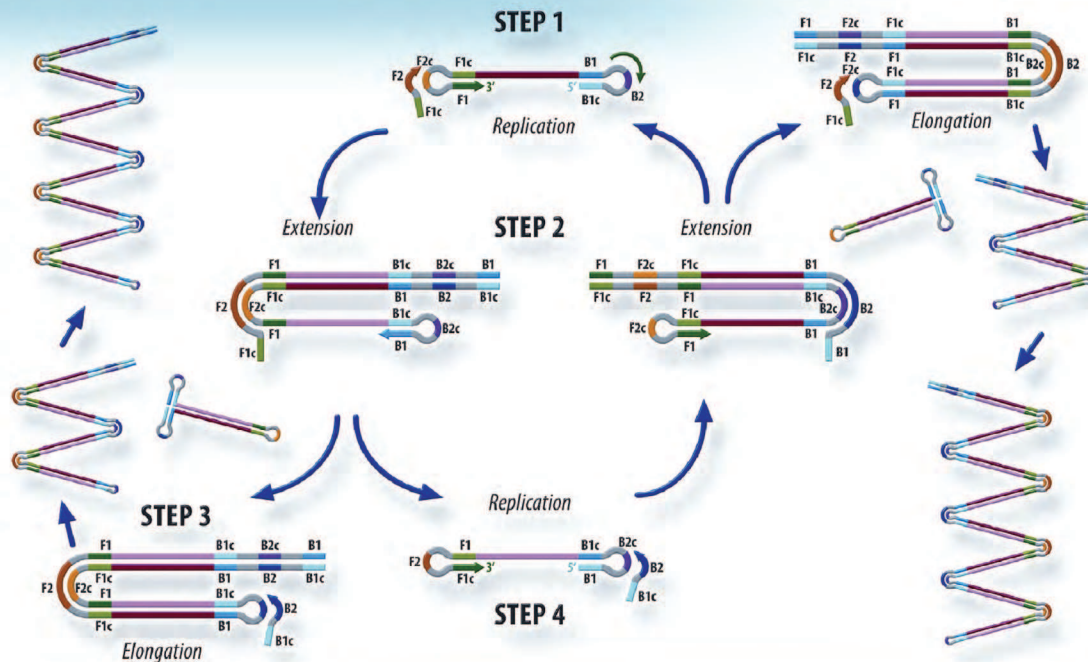 STEP 1
F2
F2c
F1c
B1
F1
3'
5'
B1c
B2
F1c
Replication
F1
F2c
F1c
B1
F1c
F2
F1
B2c
B2
F2c
F1c
B1
F2
F1
B1c
F1c
Elongation
STEP 2
Extension
F1
B1c
B2c
B1
F1c
B1
B2
B1c
F2
F2c
B1c
F1
B1
B2c
F1c
Extension
F1
F2c
F1c
B1
F1c
F2
F1
B1c
B2c
B2
F1c
F2c
B1
F1
B1
STEP 3
F1
B1c
B2c
B1
F1c
B1
B2
B1c
F2
F2c
F1
B1c
B2
F1c
B1
B1c
Elongation
Replication
F1
B1c
B2c
F2
F1c
3'
5'
B1
B2
B1c
STEP 4